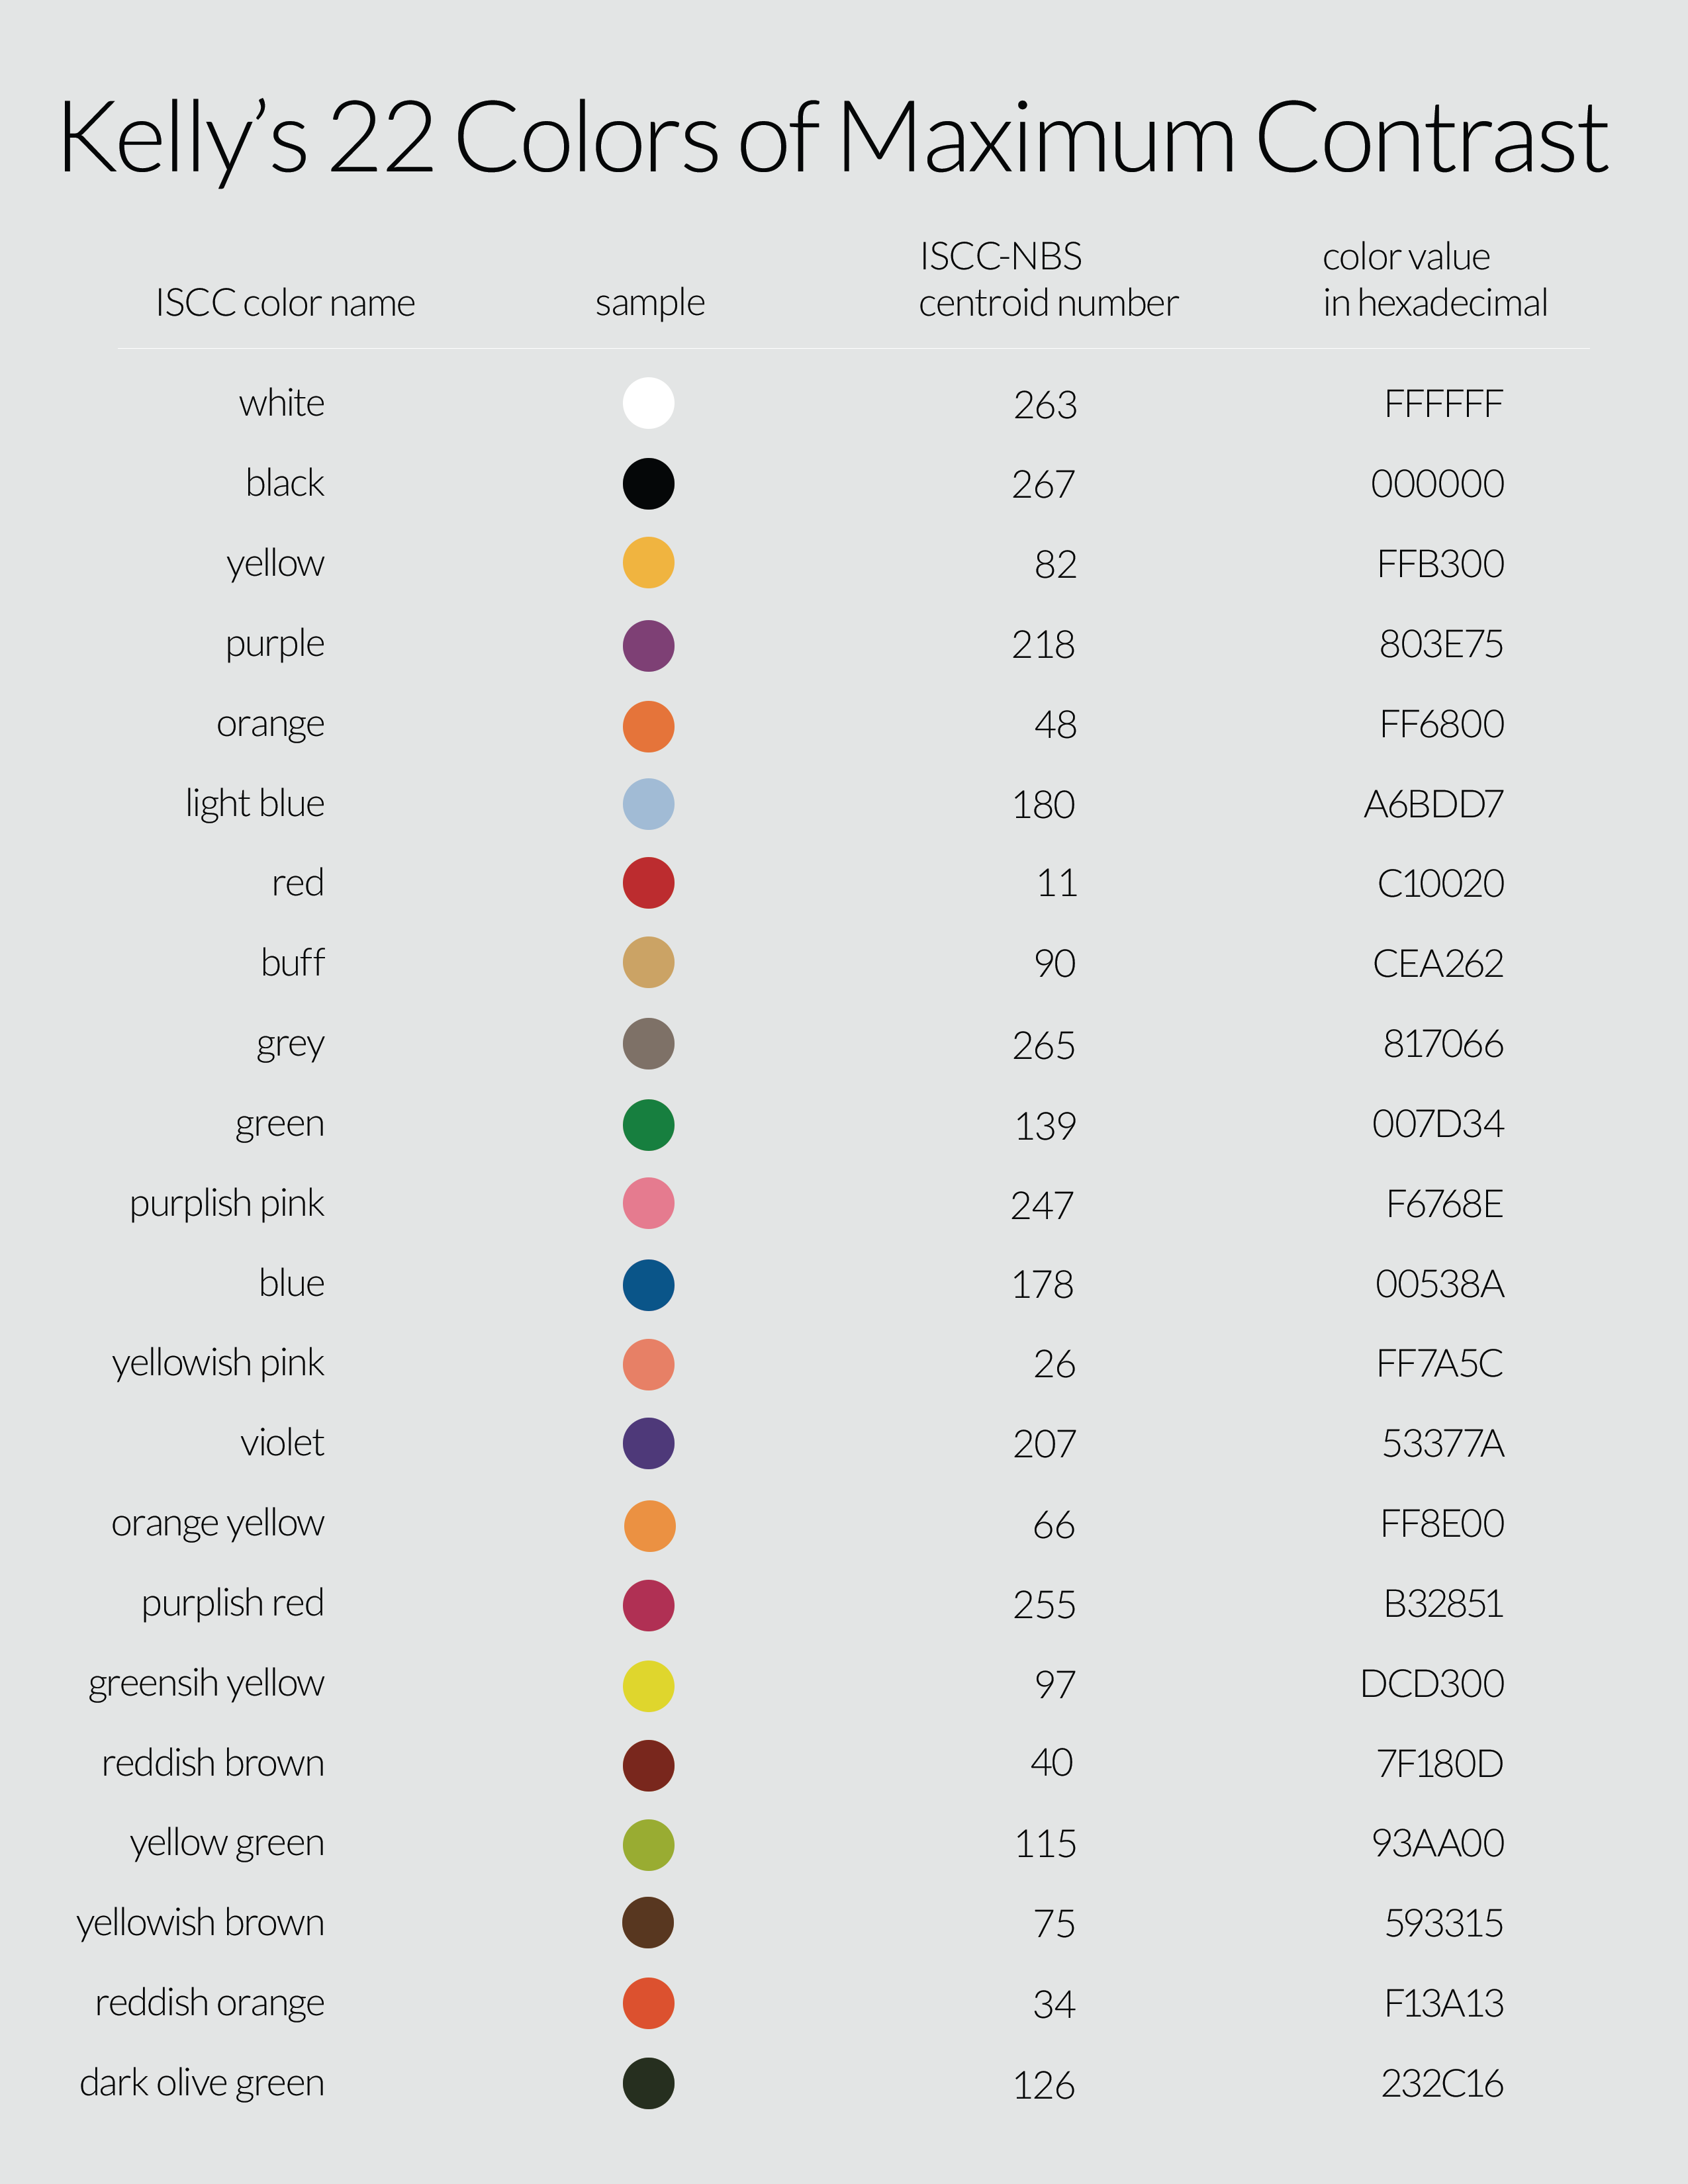 Kelly’s 22 Colors of Maximum Contrast
ISCC color name sample ISCC-NBS centroid number color value in hexadecimal
white 263 FFFFFF
black 267 000000
yellow 82 FFB300
purple 218 803E75
orange 48 FF6800
light blue 180 A6BDD7
red 11 C10020
buff 90 CEA262
grey 265 817066
green 139 007D34
purplish pink 247 F6768E
blue 178 00538A
yellowish pink 26 FF7A5C
violet 207 53377A
orange yellow 66 FF8E00
purplish red 255 B32851
greensih yellow 97 DCD300
reddish brown 40 7F180D
yellow green 115 93AA00
yellowish brown 75 593315
reddish orange 34 F13A13
dark olive green 126 232C16